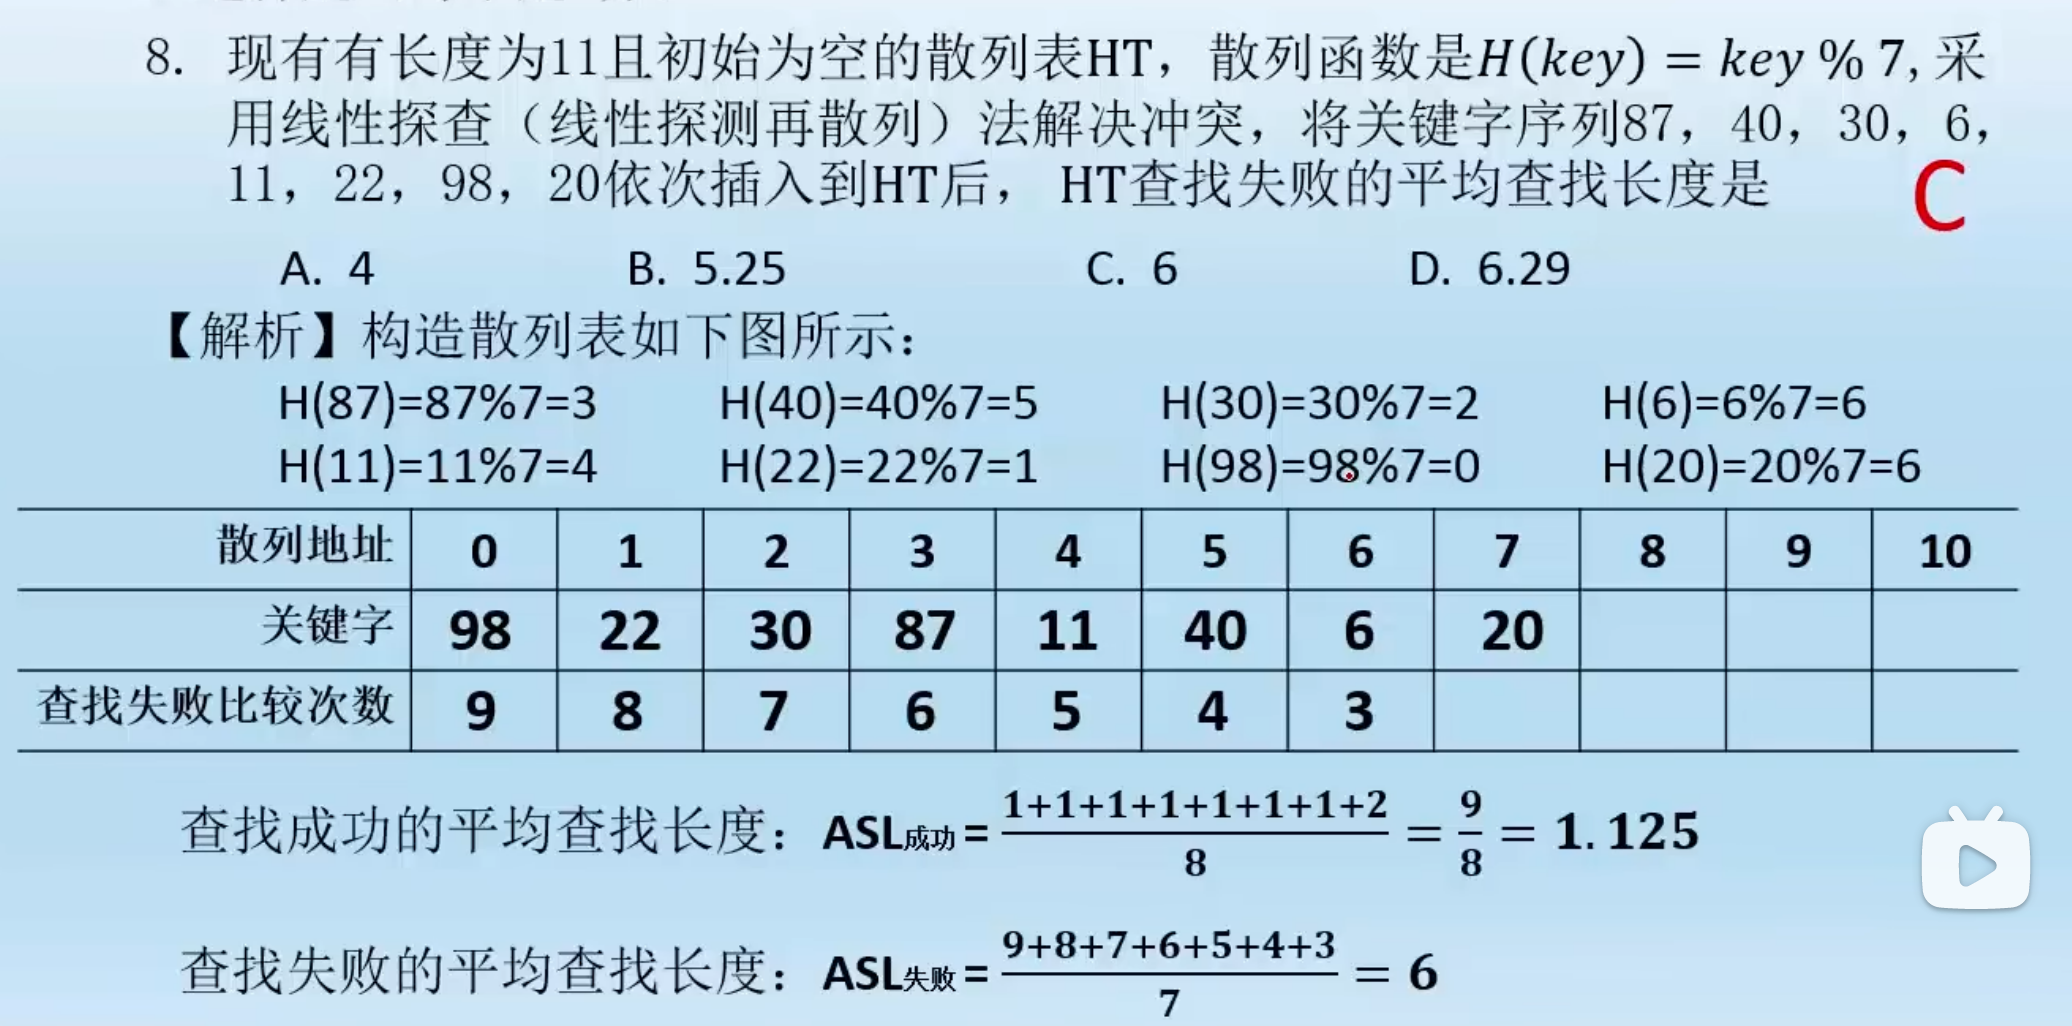 8. 现有有长度为11且初始为空的散列表HT，散列函数是H(key) = key % 7, 采
用线性探查（线性探测再散列）法解决冲突，将关键字序列87，40，30，6，
11，22，98，20依次插入到HT后， HT查找失败的平均查找长度是 C
A. 4 B. 5.25 C. 6 D. 6.29
【解析】构造散列表如下图所示：
H(87)=87%7=3 H(40)=40%7=5 H(30)=30%7=2 H(6)=6%7=6
H(11)=11%7=4 H(22)=22%7=1 H(98)=98%7=0 H(20)=20%7=6
散列地址 0 1 2 3 4 5 6 7 8 9 10
关键字 98 22 30 87 11 40 6 20
查找失败比较次数 9 8 7 6 5 4 3
查找成功的平均查找长度：ASL成功 = (1+1+1+1+1+1+1+2)/8 = 9/8 = 1.125
查找失败的平均查找长度：ASL失败 = (9+8+7+6+5+4+3)/7 = 6